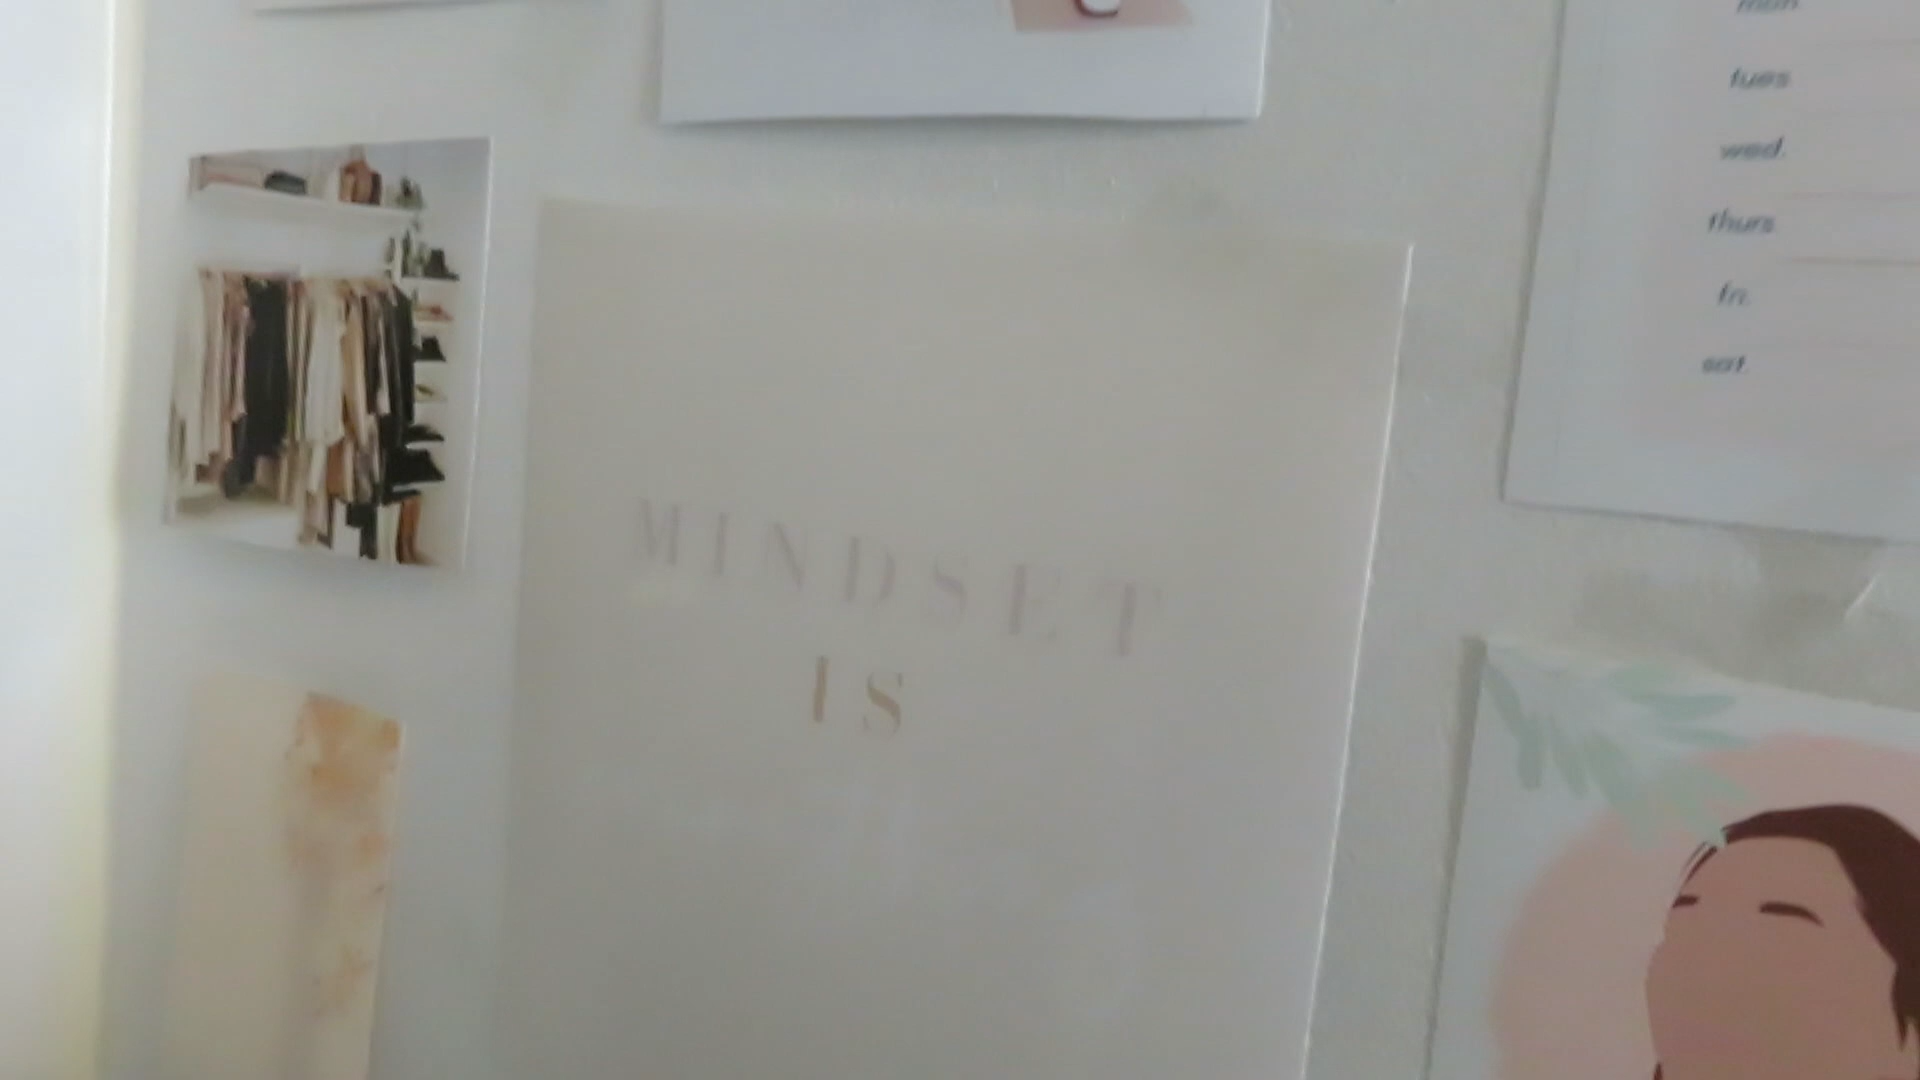 MINDSET
IS
mon.
tues
wed.
thurs
fri.
sat.